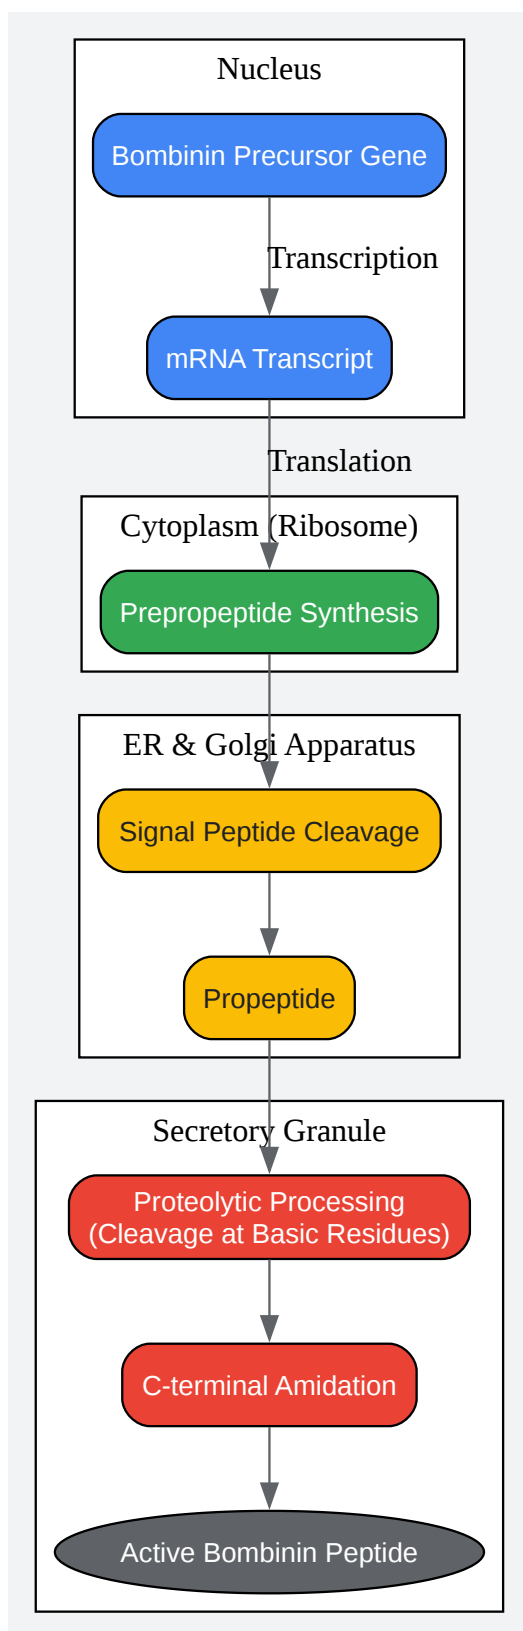 Nucleus
Bombinin Precursor Gene
Transcription
mRNA Transcript
Translation
Cytoplasm (Ribosome)
Prepropeptide Synthesis
ER & Golgi Apparatus
Signal Peptide Cleavage
Propeptide
Secretory Granule
Proteolytic Processing
(Cleavage at Basic Residues)
C-terminal Amidation
Active Bombinin Peptide